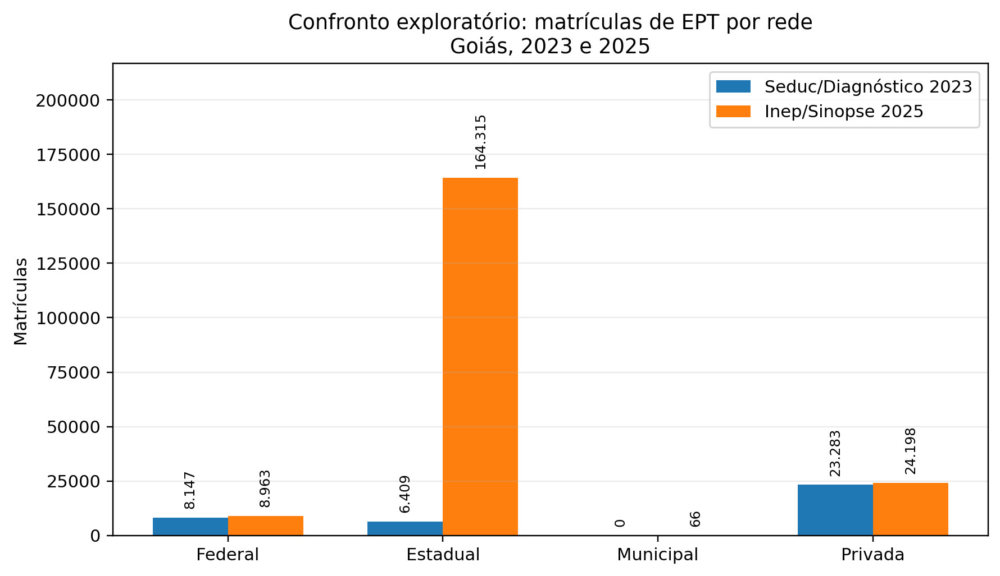 Confronto exploratório: matrículas de EPT por rede
Goiás, 2023 e 2025
Seduc/Diagnóstico 2023
Inep/Sinopse 2025
Matrículas
200000
175000
150000
125000
100000
75000
50000
25000
0
8.147
8.963
6.409
164.315
0
66
23.283
24.198
Federal
Estadual
Municipal
Privada